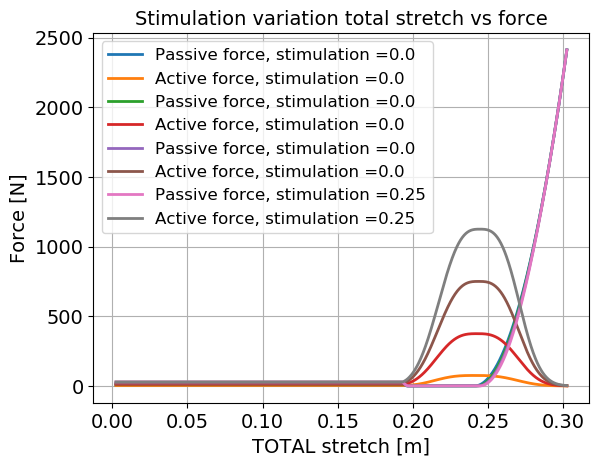 Stimulation variation total stretch vs force
Force [N]
2500
2000
1500
1000
500
0
Passive force, stimulation =0.0
Active force, stimulation =0.0
Passive force, stimulation =0.0
Active force, stimulation =0.0
Passive force, stimulation =0.0
Active force, stimulation =0.0
Passive force, stimulation =0.25
Active force, stimulation =0.25
0.00 0.05 0.10 0.15 0.20 0.25 0.30
TOTAL stretch [m]